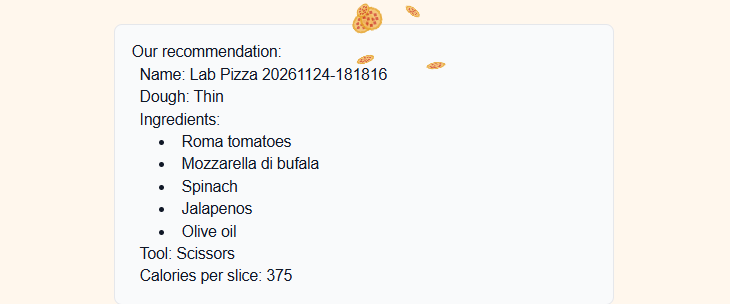 Our recommendation:
Name: Lab Pizza 20261124-181816
Dough: Thin
Ingredients:
• Roma tomatoes
• Mozzarella di bufala
• Spinach
• Jalapenos
• Olive oil
Tool: Scissors
Calories per slice: 375